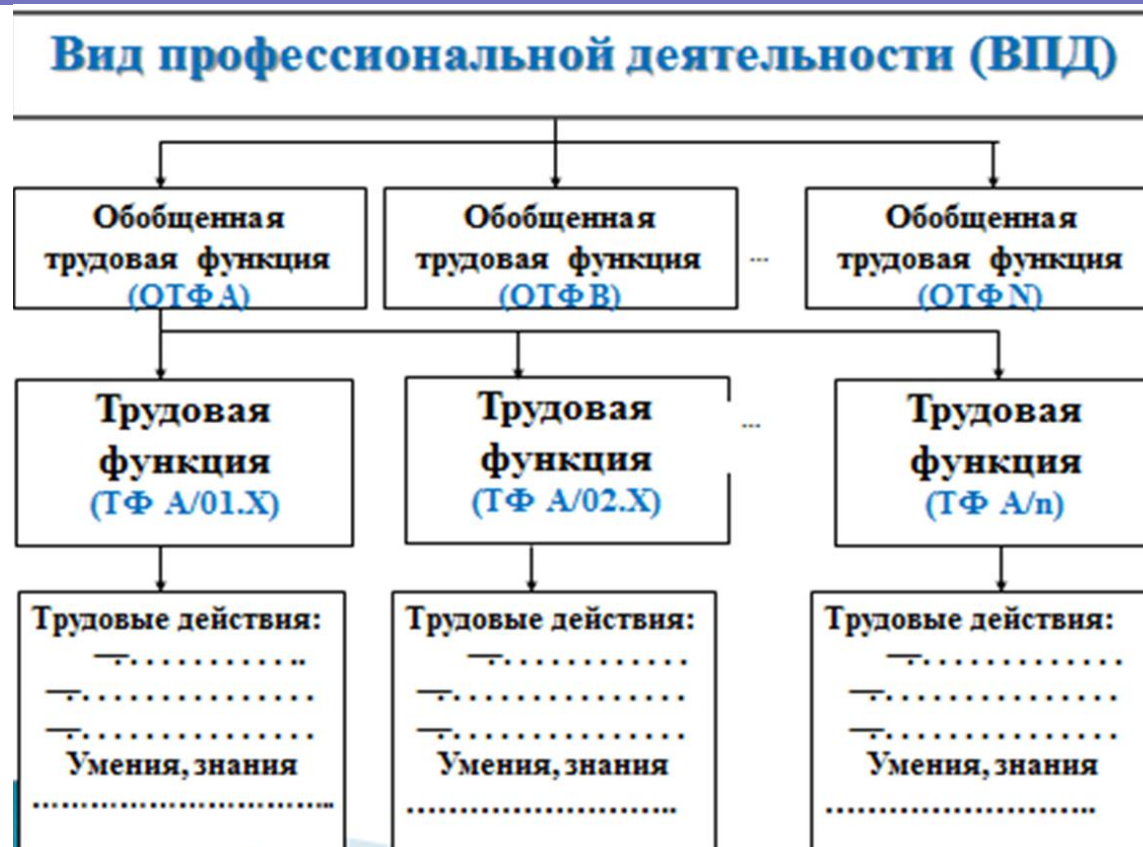 Вид профессиональной деятельности (ВПД)
Обобщенная
трудовая функция
(ОТФ А)
Обобщенная
трудовая функция
(ОТФ В)
...
Обобщенная
трудовая функция
(ОТФ N)
Трудовая
функция
(ТФ А/01.Х)
Трудовая
функция
(ТФ А/02.Х)
...
Трудовая
функция
(ТФ А/n)
Трудовые действия:
—. . . . . . . . . . . ..
—. . . . . . . . . . . . . . .
—. . . . . . . . . . . . . . .
Умения, знания
…………………………..
Трудовые действия:
—. . . . . . . . . . . .
—. . . . . . . . . . . . . . .
—. . . . . . . . . . . . . . .
Умения, знания
……………………..
Трудовые действия:
—. . . . . . . . . . . .
—. . . . . . . . . . . . . . .
—. . . . . . . . . . . . . . .
Умения, знания
……………………..